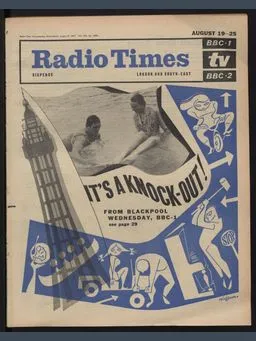 AUGUST 19-25
Radio Times
BBC-1
tv
BBC-2
SIXPENCE
LONDON AND SOUTH-EAST
IT'S A KNOCK-OUT!
FROM BLACKPOOL
WEDNESDAY, BBC-1
see page 29